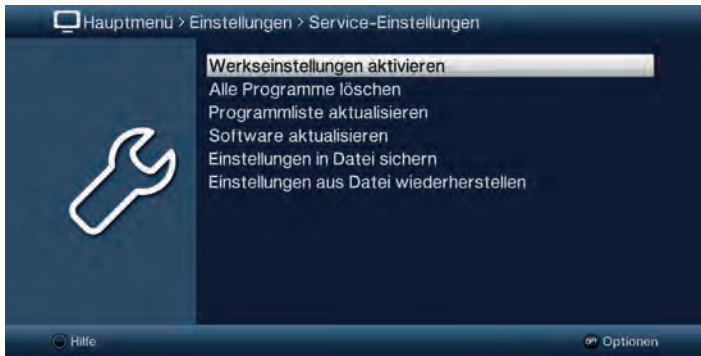 Hauptmenü > Einstellungen > Service-Einstellungen
Werkseinstellungen aktivieren
Alle Programme löschen
Programmliste aktualisieren
Software aktualisieren
Einstellungen in Datei sichern
Einstellungen aus Datei wiederherstellen
Hilfe OPT Optionen